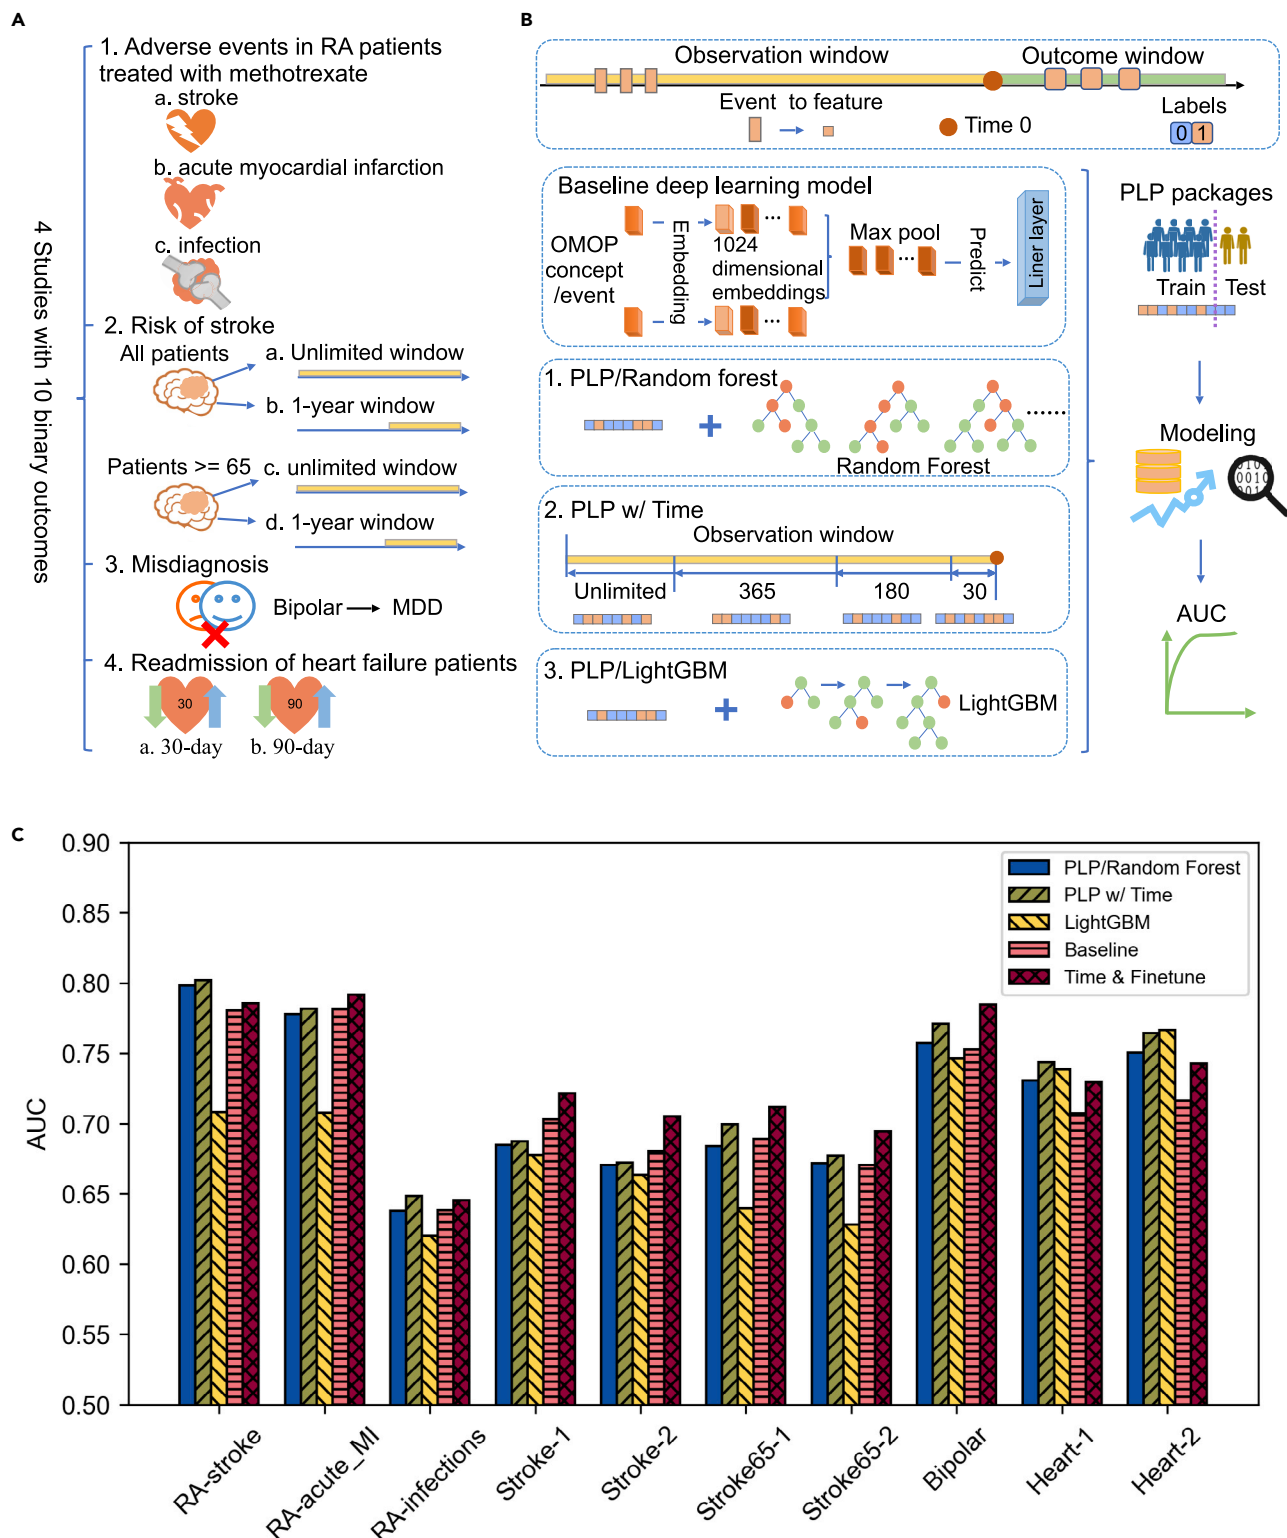 A
1. Adverse events in RA patients
treated with methotrexate
a. stroke
b. acute myocardial infarction
c. infection
4 Studies with 10 binary outcomes
2. Risk of stroke
All patients
a. Unlimited window
b. 1-year window
Patients >= 65
c. unlimited window
d. 1-year window
3. Misdiagnosis
Bipolar
MDD
4. Readmission of heart failure patients
30
90
a. 30-day
b. 90-day
B
Observation window
Outcome window
Event to feature
Time 0
Labels
0 1
Baseline deep learning model
OMOP
concept
/event
Embedding
1024
dimensional
embeddings
Max pool
Predict
Liner layer
1. PLP/Random forest
Random Forest
2. PLP w/ Time
Observation window
Unlimited
365
180
30
3. PLP/LightGBM
LightGBM
PLP packages
Train
Test
Modeling
0010
AUC
C
0.90
0.85
0.80
0.75
0.70
0.65
0.60
0.55
0.50
AUC
PLP/Random Forest
PLP w/ Time
LightGBM
Baseline
Time & Finetune
RA-stroke
RA-acute_MI
RA-infections
Stroke-1
Stroke-2
Stroke65-1
Stroke65-2
Bipolar
Heart-1
Heart-2